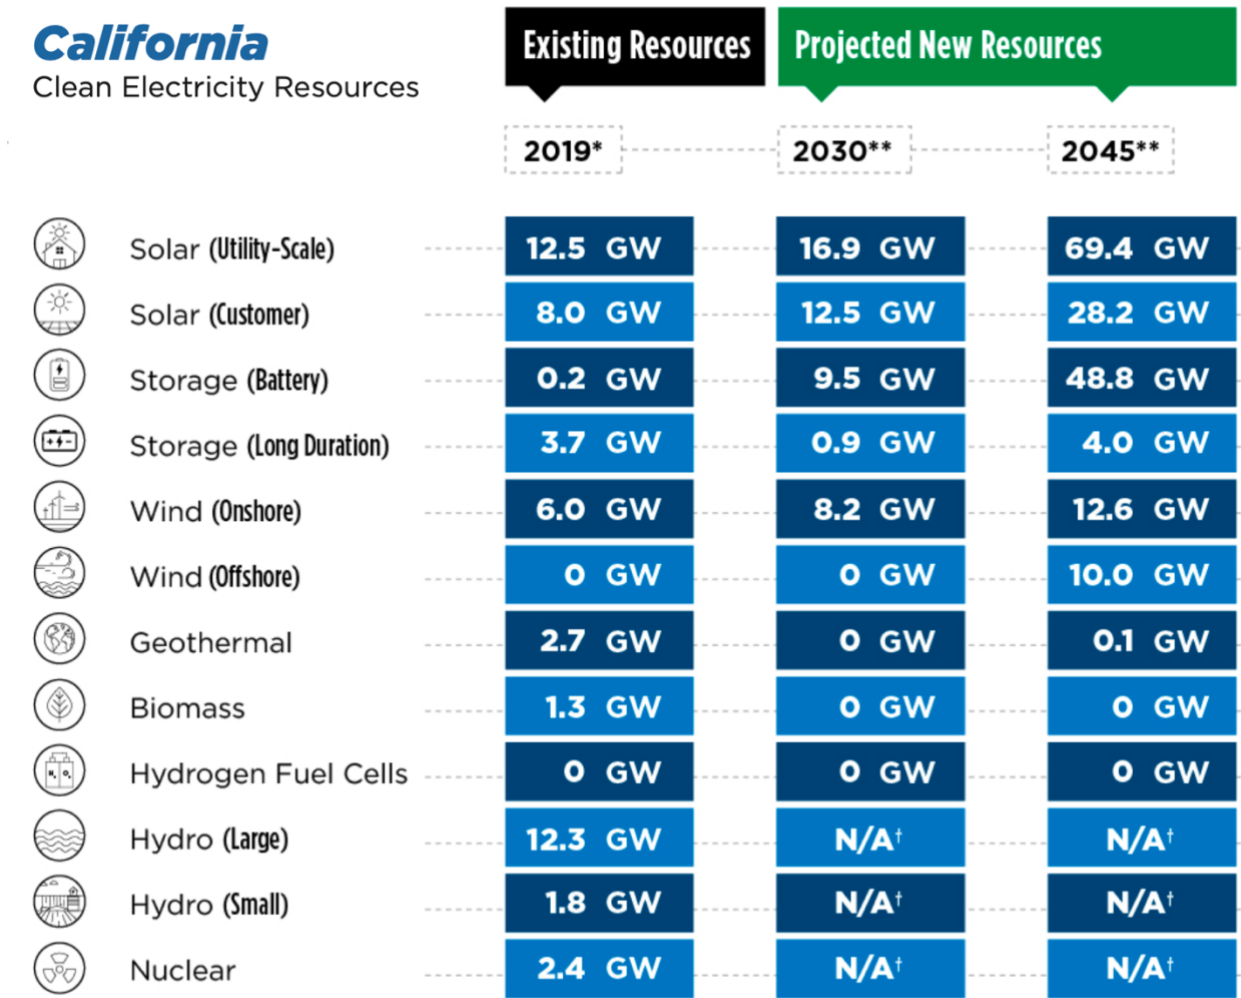 California
Clean Electricity Resources
Existing Resources
Projected New Resources
2019*
2030**
2045**
Solar (Utility-Scale) 12.5 GW 16.9 GW 69.4 GW
Solar (Customer) 8.0 GW 12.5 GW 28.2 GW
Storage (Battery) 0.2 GW 9.5 GW 48.8 GW
Storage (Long Duration) 3.7 GW 0.9 GW 4.0 GW
Wind (Onshore) 6.0 GW 8.2 GW 12.6 GW
Wind (Offshore) 0 GW 0 GW 10.0 GW
Geothermal 2.7 GW 0 GW 0.1 GW
Biomass 1.3 GW 0 GW 0 GW
Hydrogen Fuel Cells 0 GW 0 GW 0 GW
Hydro (Large) 12.3 GW N/A† N/A†
Hydro (Small) 1.8 GW N/A† N/A†
Nuclear 2.4 GW N/A† N/A†